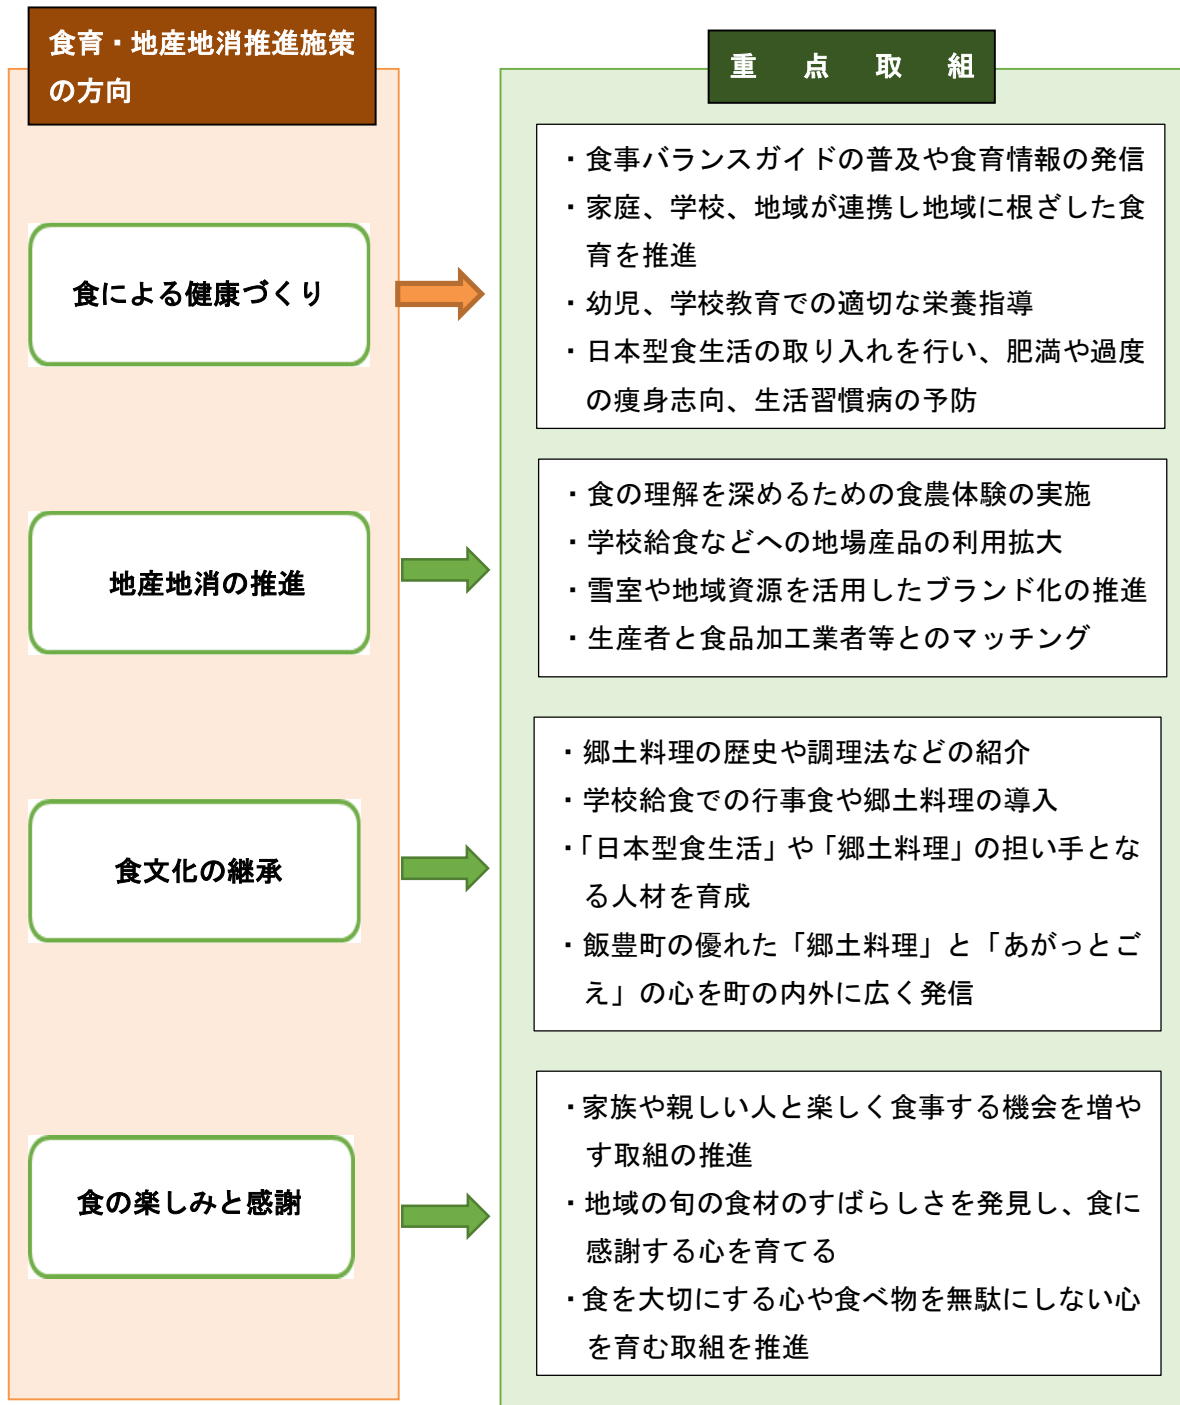 食育・地産地消推進施策
の方向
重点取組
食による健康づくり
・食事バランスガイドの普及や食育情報の発信
・家庭、学校、地域が連携し地域に根ざした食
育を推進
・幼児、学校教育での適切な栄養指導
・日本型食生活の取り入れを行い、肥満や過度
の痩身志向、生活習慣病の予防
地産地消の推進
・食の理解を深めるための食農体験の実施
・学校給食などへの地場産品の利用拡大
・雪室や地域資源を活用したブランド化の推進
・生産者と食品加工業者等とのマッチング
食文化の継承
・郷土料理の歴史や調理法などの紹介
・学校給食での行事食や郷土料理の導入
・「日本型食生活」や「郷土料理」の担い手とな
る人材を育成
・飯豊町の優れた「郷土料理」と「あがっとご
え」の心を町の内外に広く発信
食の楽しみと感謝
・家族や親しい人と楽しく食事する機会を増や
す取組の推進
・地域の旬の食材のすばらしさを発見し、食に
感謝する心を育てる
・食を大切にする心や食べ物を無駄にしない心
を育む取組を推進